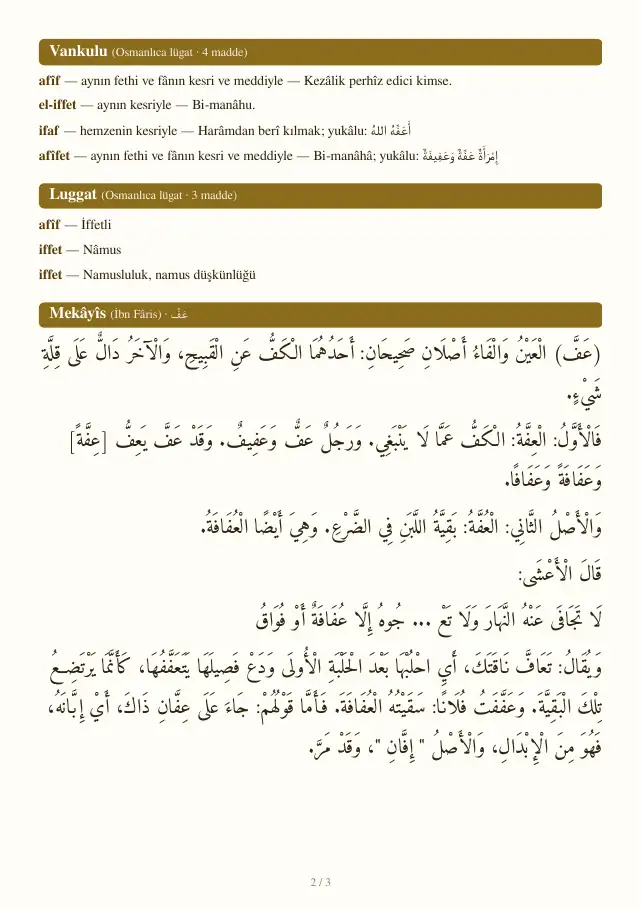 Vankulu (Osmanlıca lügat · 4 madde)
afîf — aynın fethi ve fânın kesri ve meddiyle — Kezâlik perhîz edici kimse.
el-iffet — aynın kesriyle — Bi-manâhu.
ifaf — hemzenin kesriyle — Harâmdan berî kılmak; yukâlu: أَعَفَّهُ اللهُ
afîfet — aynın fethi ve fânın kesri ve meddiyle — Bi-manâhâ; yukâlu: إِمْرَأَةٌ عَفَّةٌ وَعَفِيفَةٌ
Luggat (Osmanlıca lügat · 3 madde)
afîf — İffetli
iffet — Nâmus
iffet — Namusluluk, namus düşkünlüğü
Mekâyîs (İbn Fâris) · عَفْ
(عَفَّ) الْعَيْنُ وَالْفَاءُ أَصْلَانِ صَحِيحَانِ: أَحَدُهُمَا الْكَفُّ عَنِ الْقَبِيحِ، وَالْآخَرُ دَالٌّ عَلَى قِلَّةِ
شَيْءٍ.
فَالْأَوَّلُ: الْعِفَّةُ: الْكَفُّ عَمَّا لَا يَنْبَغِي. وَرَجُلٌ عَفٌّ وَعَفِيفٌ. وَقَدْ عَفَّ يَعِفُّ [عِفَّةً]
وَعَفَافَةً وَعَفَافًا.
وَالْأَصْلُ الثَّانِي: الْعُفَّةُ: بَقِيَّةُ اللَّبَنِ فِي الضَّرْعِ. وَهِيَ أَيْضًا الْعُفَافَةُ.
قَالَ الْأَعْشَى:
لَا تَجَافَى عَنْهُ النَّهَارَ وَلَا تَعْ ... جُوهُ إِلَّا عُفَافَةٌ أَوْ فُوَاقُ
وَيُقَالُ: تَعَافَّ نَاقَتَكَ، أَيِ احْلُبْهَا بَعْدَ الْحَلْبَةِ الْأُولَى وَدَعْ فَصِيلَهَا يَتَعَفَّفُهَا، كَأَنَّمَا يَرْتَضِعُ
تِلْكَ الْبَقِيَّةَ. وَعَفَّفْتُ فُلَانًا: سَقَيْتُهُ الْعُفَافَةَ. فَأَمَّا قَوْلُهُمْ: جَاءَ عَلَى عِفَّانِ ذَاكَ، أَيْ إِبَّانَهُ،
فَهُوَ مِنَ الْإِبْدَالِ، وَالْأَصْلُ " إِفَّانِ "، وَقَدْ مَرَّ.
2 / 3